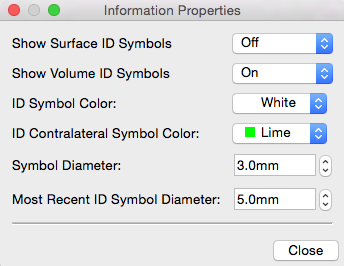 Information Properties
Show Surface ID Symbols Off
Show Volume ID Symbols On
ID Symbol Color: White
ID Contralateral Symbol Color: Lime
Symbol Diameter: 3.0mm
Most Recent ID Symbol Diameter: 5.0mm
Close